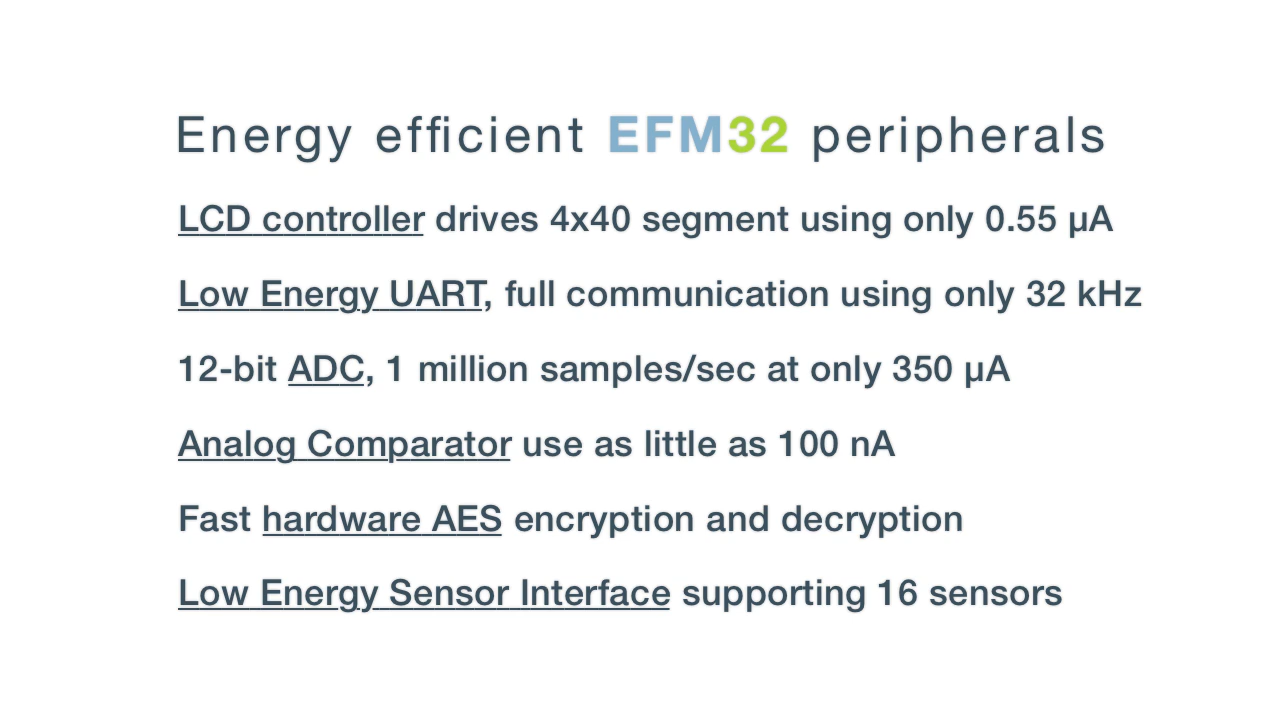 Energy efficient EFM32 peripherals
LCD controller drives 4x40 segment using only 0.55 µA
Low Energy UART, full communication using only 32 kHz
12-bit ADC, 1 million samples/sec at only 350 µA
Analog Comparator use as little as 100 nA
Fast hardware AES encryption and decryption
Low Energy Sensor Interface supporting 16 sensors